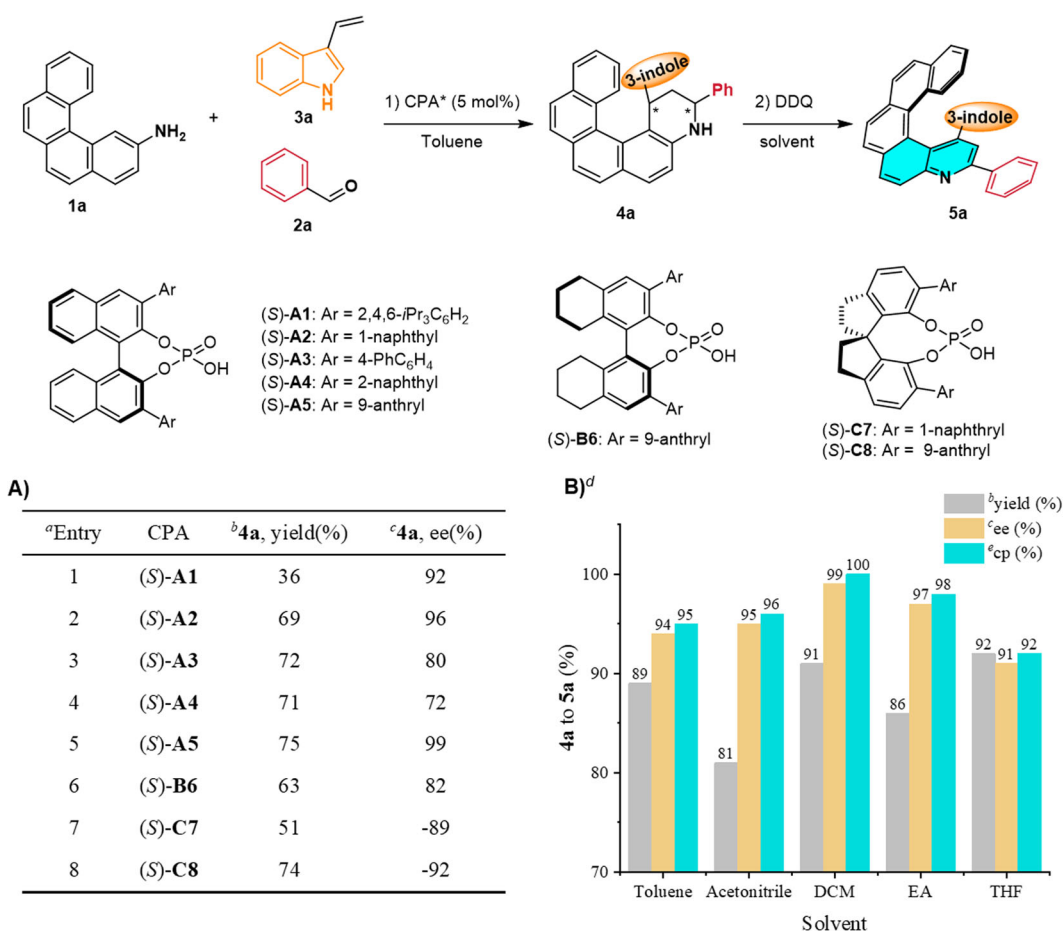 NH₂
1a
+
N
H
3a
O
2a
1) CPA* (5 mol%)
Toluene
3-indole
Ph
*
*
NH
4a
2) DDQ
solvent
3-indole
N
5a
Ar
O
O
P
O
OH
Ar
(S)-A1: Ar = 2,4,6-iPr₃C₆H₂
(S)-A2: Ar = 1-naphthyl
(S)-A3: Ar = 4-PhC₆H₄
(S)-A4: Ar = 2-naphthyl
(S)-A5: Ar = 9-anthryl
Ar
O
O
P
O
OH
Ar
(S)-B6: Ar = 9-anthryl
Ar
O
O
P
O
OH
Ar
(S)-C7: Ar = 1-naphthryl
(S)-C8: Ar = 9-anthryl
A)
ᵃEntry CPA ᵇ4a, yield(%) ᶜ4a, ee(%)
1 (S)-A1 36 92
2 (S)-A2 69 96
3 (S)-A3 72 80
4 (S)-A4 71 72
5 (S)-A5 75 99
6 (S)-B6 63 82
7 (S)-C7 51 -89
8 (S)-C8 74 -92
B)ᵈ
ᵇyield (%)
ᶜee (%)
ᵉcp (%)
4a to 5a (%)
100
90
80
70
89 94 95
81 95 96
91 99 100
86 97 98
92 91 92
Toluene Acetonitrile DCM EA THF
Solvent